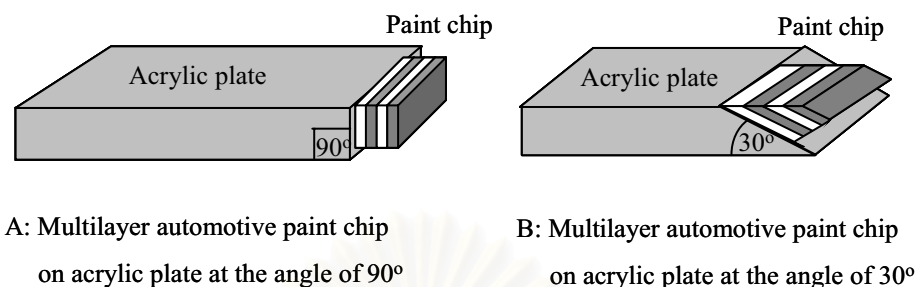 Paint chip
Acrylic plate
90o
A: Multilayer automotive paint chip
on acrylic plate at the angle of 90o
Paint chip
Acrylic plate
30o
B: Multilayer automotive paint chip
on acrylic plate at the angle of 30o